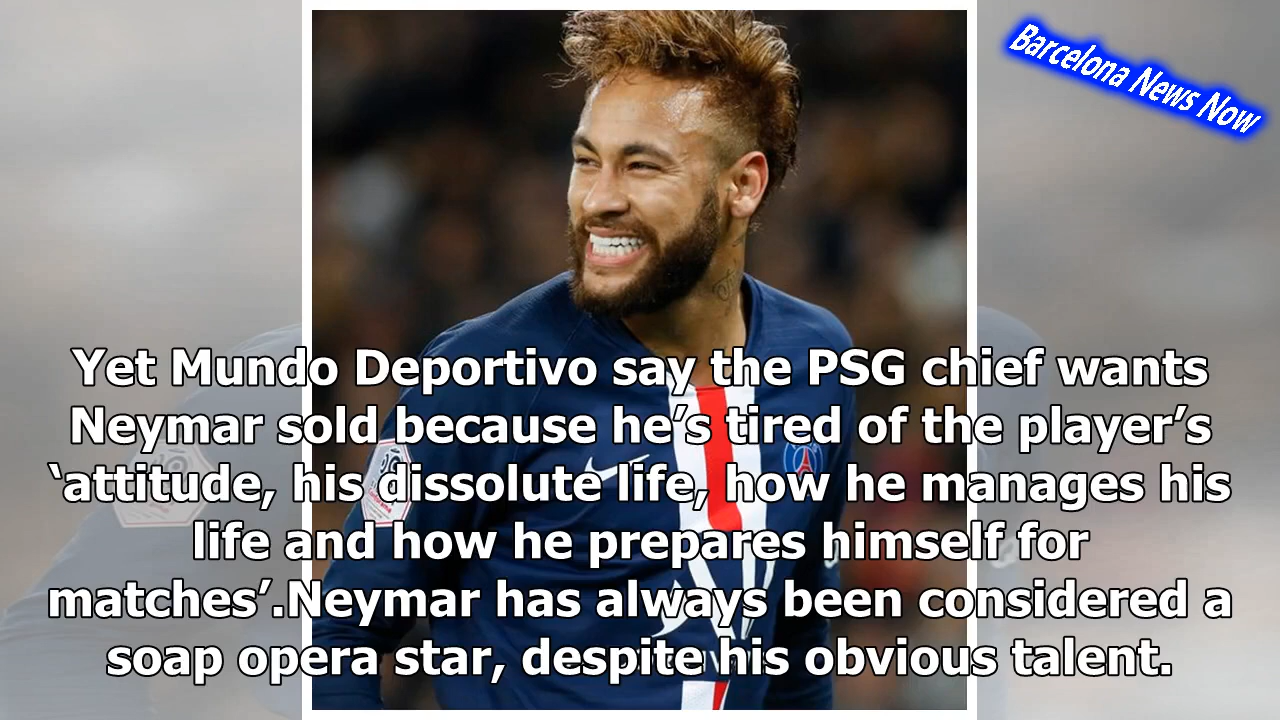 Barcelona News Now
Yet Mundo Deportivo say the PSG chief wants
Neymar sold because he’s tired of the player’s
‘attitude, his dissolute life, how he manages his
life and how he prepares himself for
matches’.Neymar has always been considered a
soap opera star, despite his obvious talent.